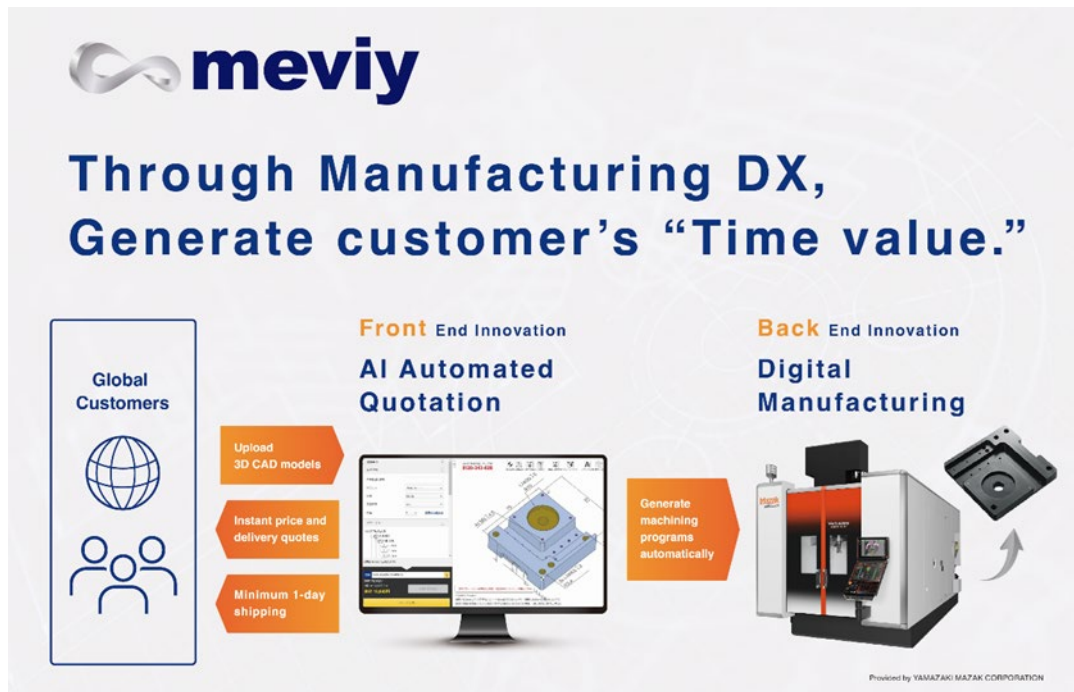 meviy
Through Manufacturing DX,
Generate customer’s “Time value.”
Global
Customers
Front End Innovation
AI Automated
Quotation
Back End Innovation
Digital
Manufacturing
Upload
3D CAD models
Instant price and
delivery quotes
Minimum 1-day
shipping
Generate
machining
programs
automatically
Mazak
Provided by YAMAZAKI MAZAK CORPORATION